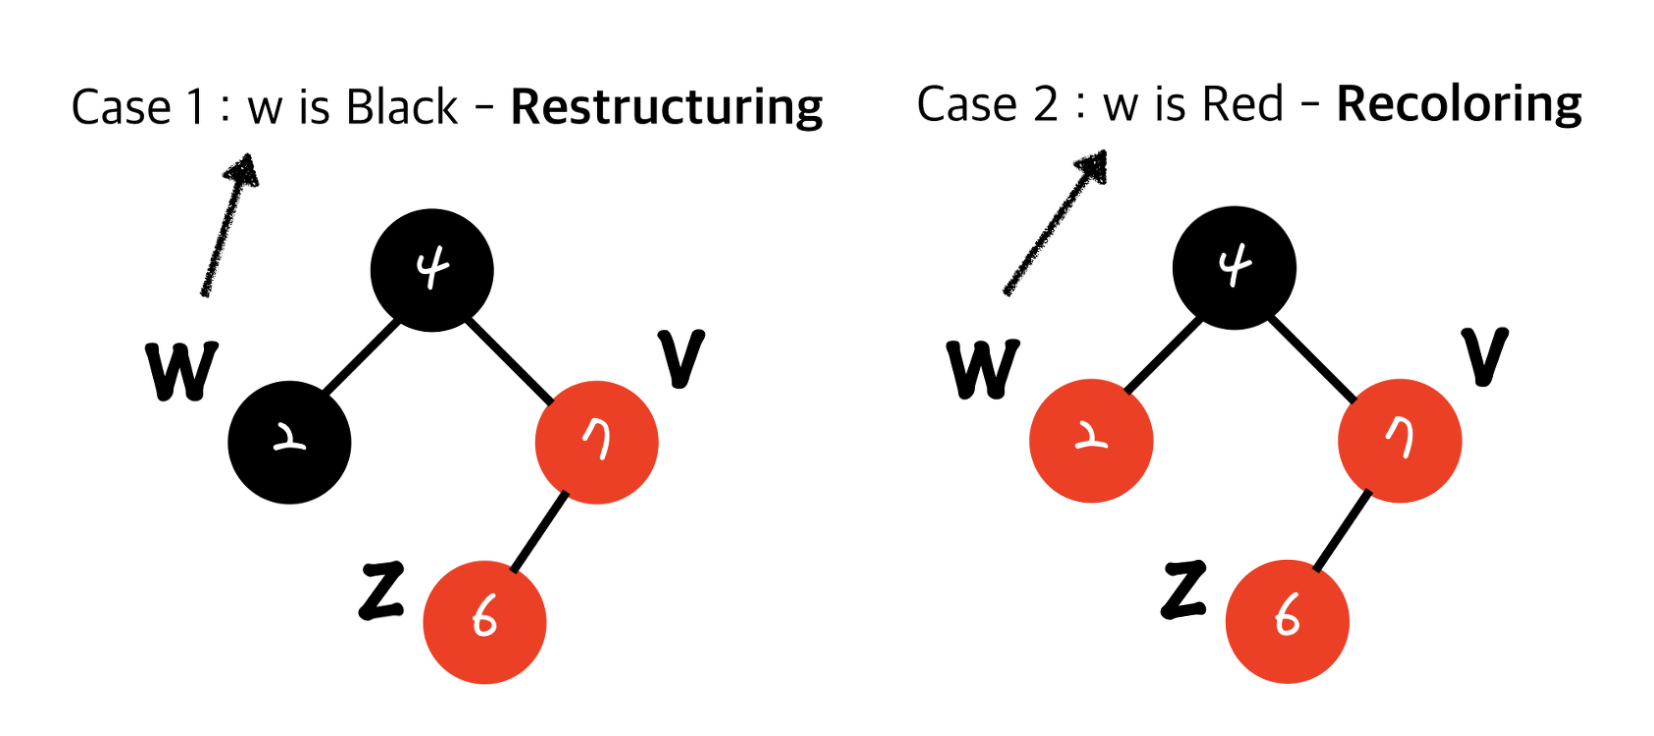 Case 1 : w is Black - Restructuring
Case 2 : w is Red - Recoloring
4
W
V
2
7
Z
6
4
W
V
2
7
Z
6